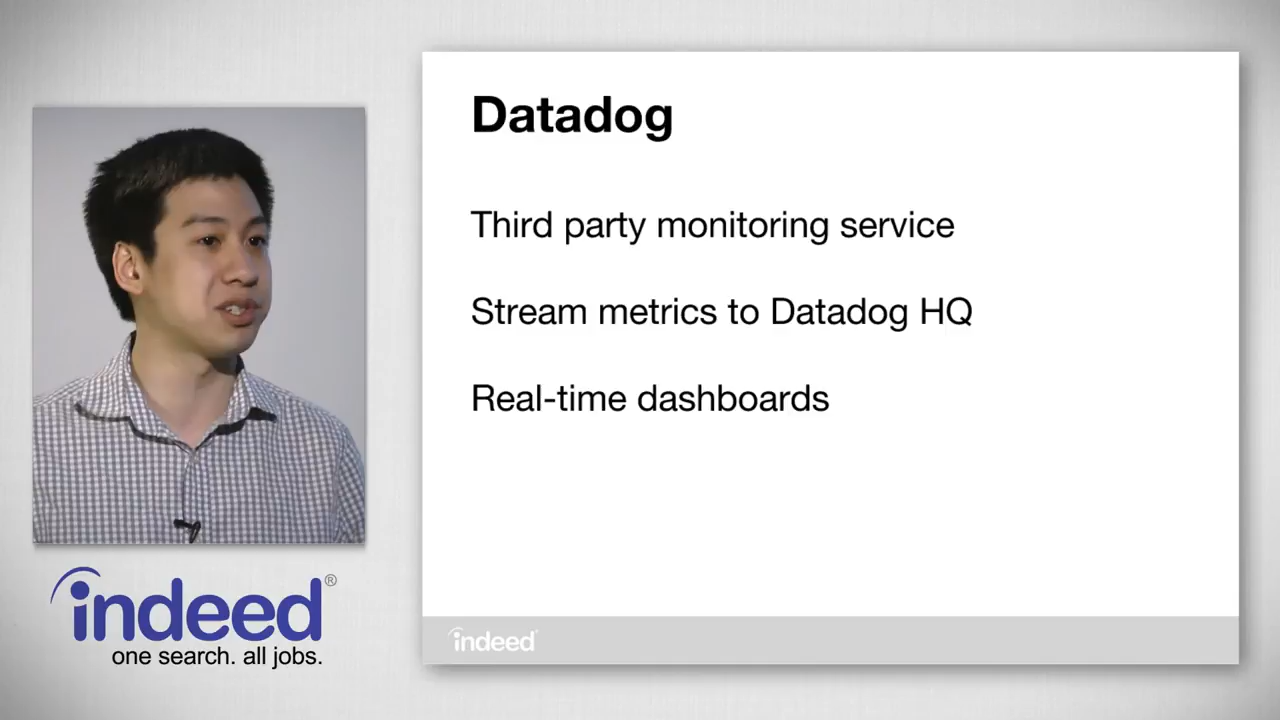 Datadog
Third party monitoring service
Stream metrics to Datadog HQ
Real-time dashboards
indeed®
one search. all jobs.
indeed